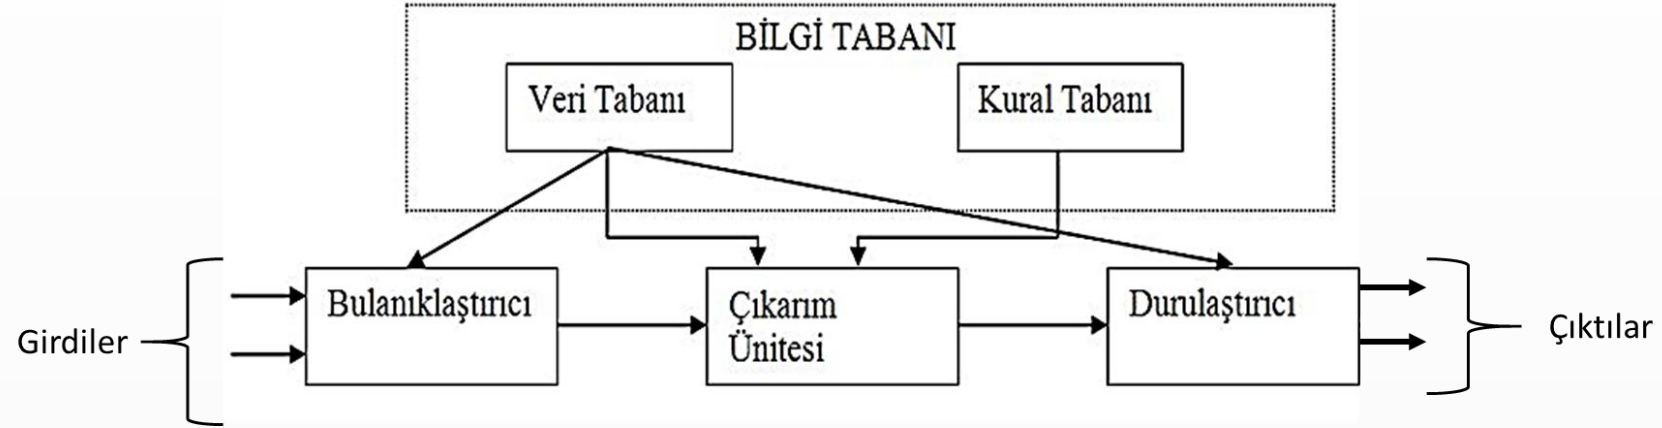 BİLGİ TABANI
Veri Tabanı
Kural Tabanı
Girdiler
Bulanıklaştırıcı
Çıkarım
Ünitesi
Durulaştırıcı
Çıktılar